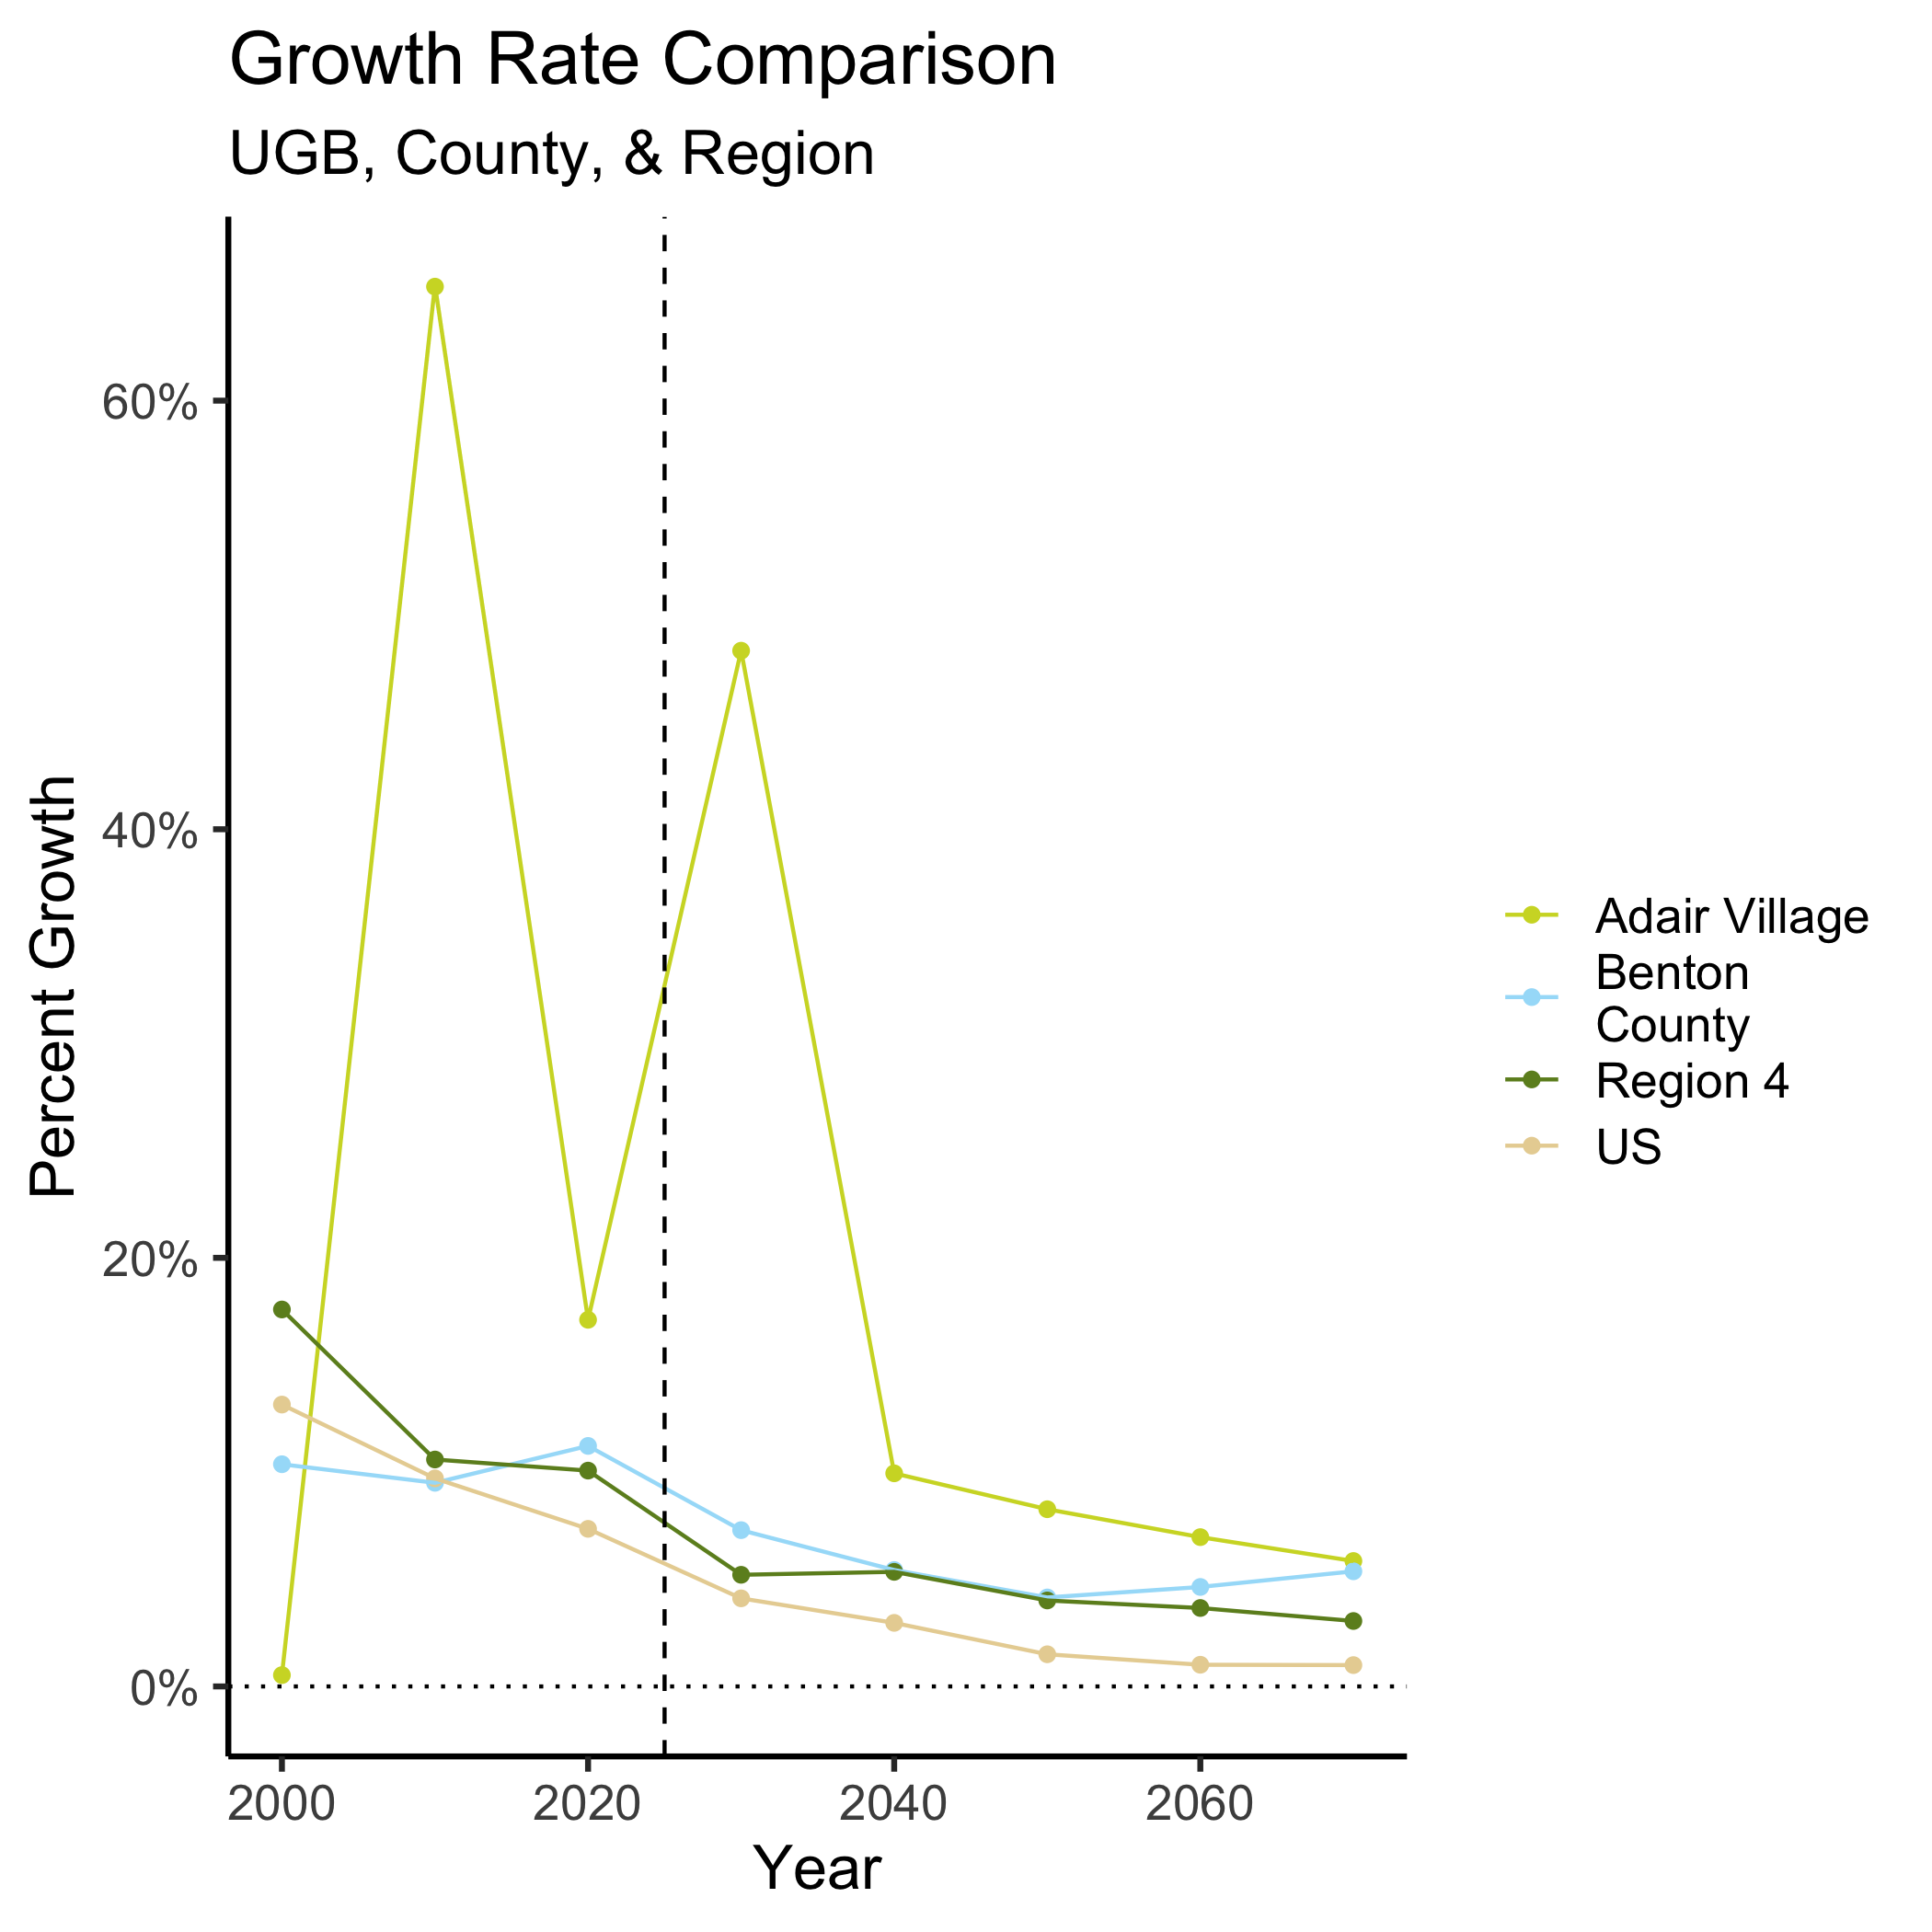 Growth Rate Comparison
UGB, County, & Region
Percent Growth
60%
40%
20%
0%
2000
2020
2040
2060
Year
Adair Village
Benton
County
Region 4
US